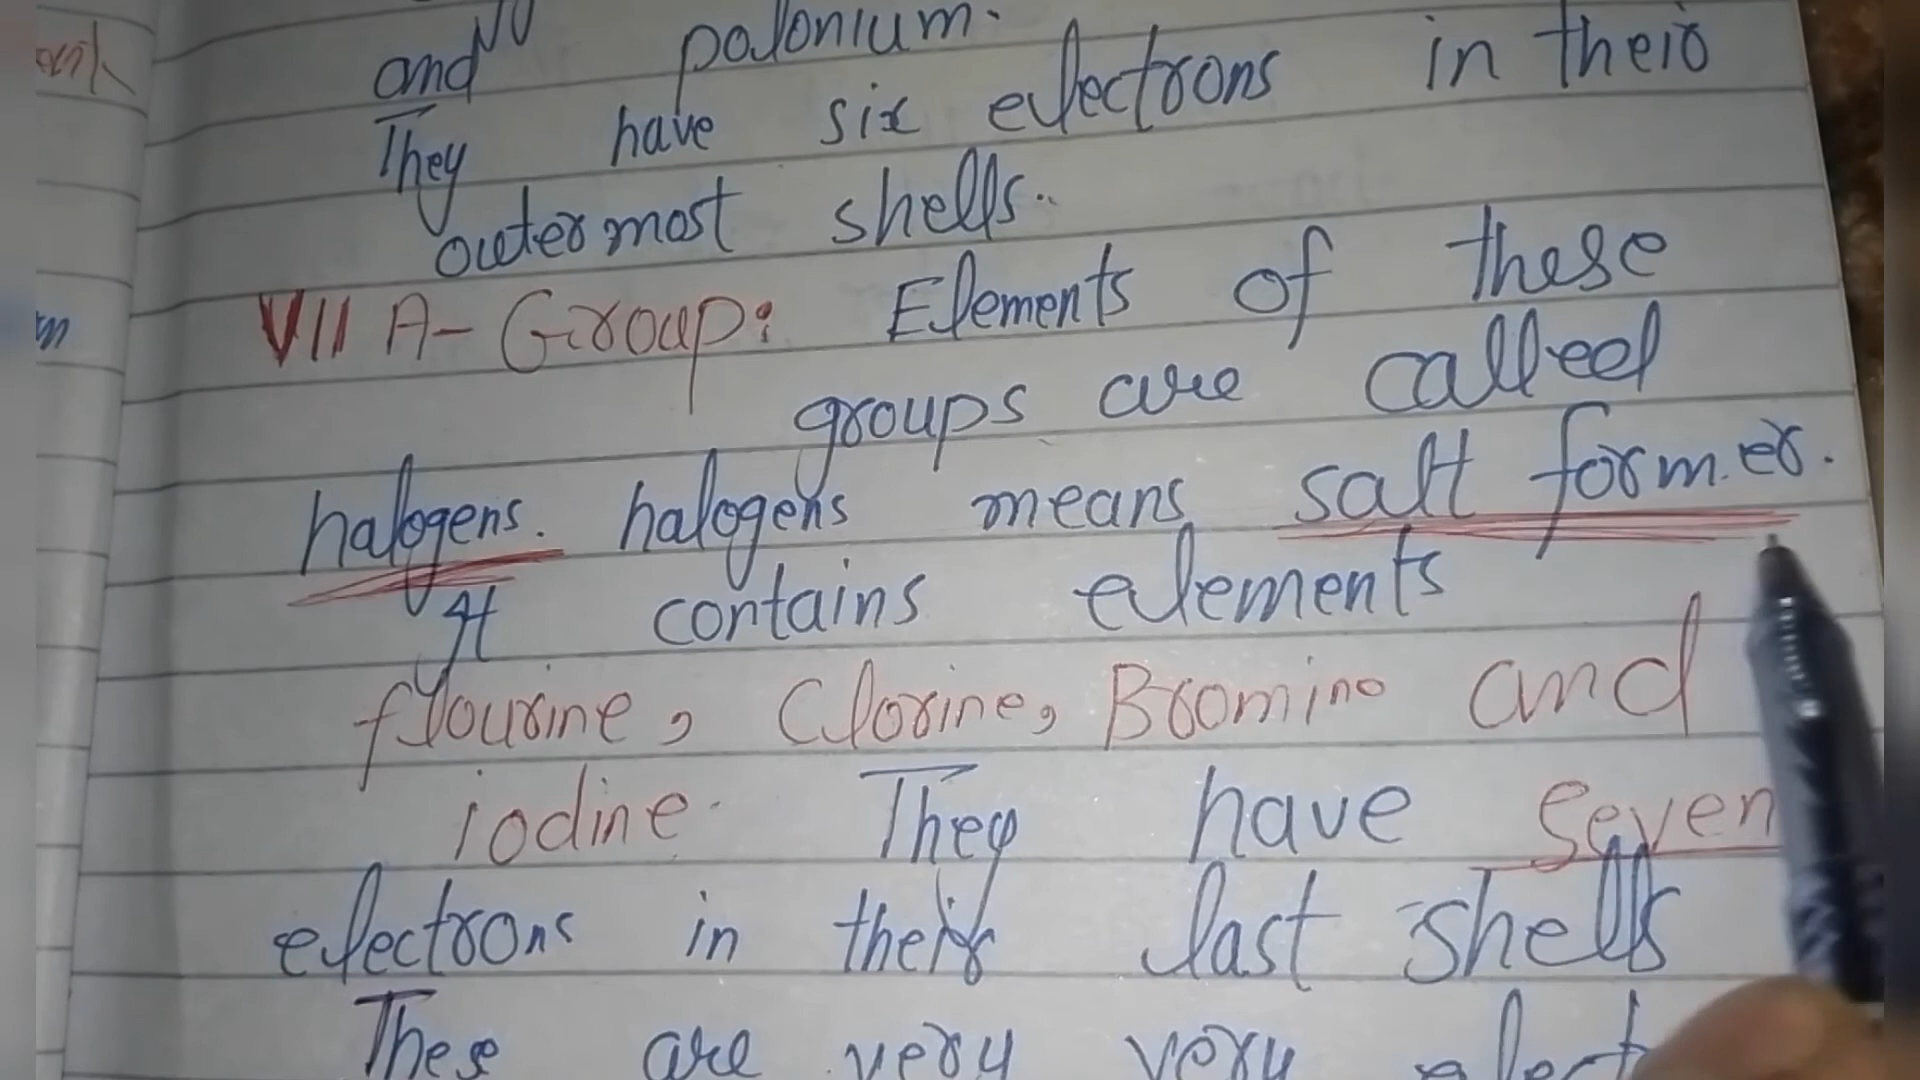 and polonium.
They have six electrons in their
outermost shells.
VII A- Group: Elements of these
groups are called
halogens. halogens means salt former.
It contains elements
flourine, Clorine, Bromine and
iodine. They have seven
electrons in their last shells
These are very very elect